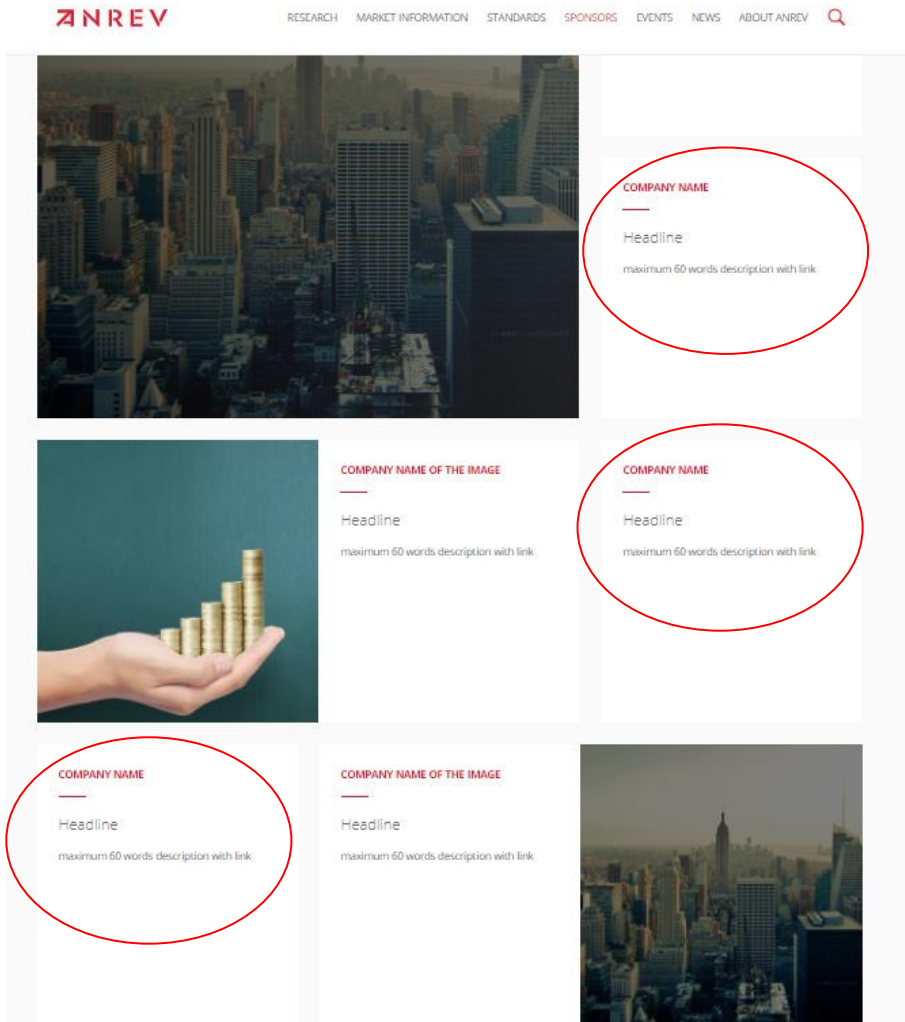 ANREV
RESEARCH MARKET INFORMATION STANDARDS SPONSORS EVENTS NEWS ABOUT ANREV
COMPANY NAME
Headline
maximum 60 words description with link
COMPANY NAME OF THE IMAGE
Headline
maximum 60 words description with link
COMPANY NAME
Headline
maximum 60 words description with link
COMPANY NAME
Headline
maximum 60 words description with link
COMPANY NAME OF THE IMAGE
Headline
maximum 60 words description with link